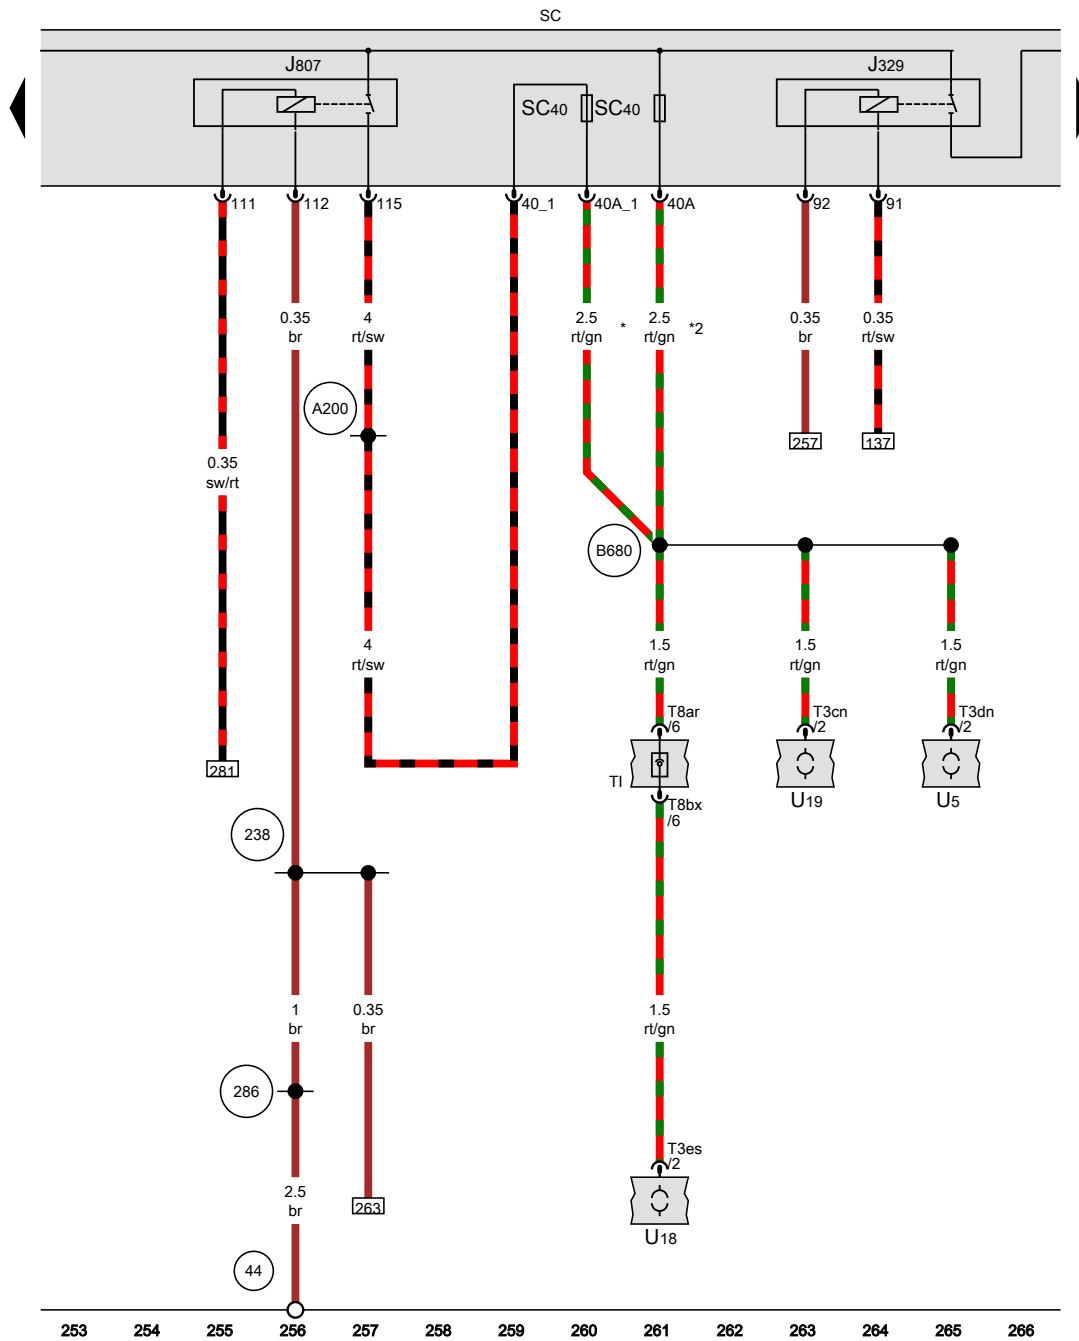 SC
J807
J329
SC40
SC40
111
112
115
40_1
40A_1
40A
92
91
0.35
br
4
rt/sw
2.5
rt/gn
*
2.5
rt/gn
*2
0.35
br
0.35
rt/sw
A200
257
137
0.35
sw/rt
B680
4
rt/sw
1.5
rt/gn
1.5
rt/gn
1.5
rt/gn
T8ar
/6
T3cn
/2
T3dn
/2
281
TI
U19
U5
T8bx
/6
238
1
br
0.35
br
1.5
rt/gn
286
T3es
/2
2.5
br
263
U18
44
253 254 255 256 257 258 259 260 261 262 263 264 265 266